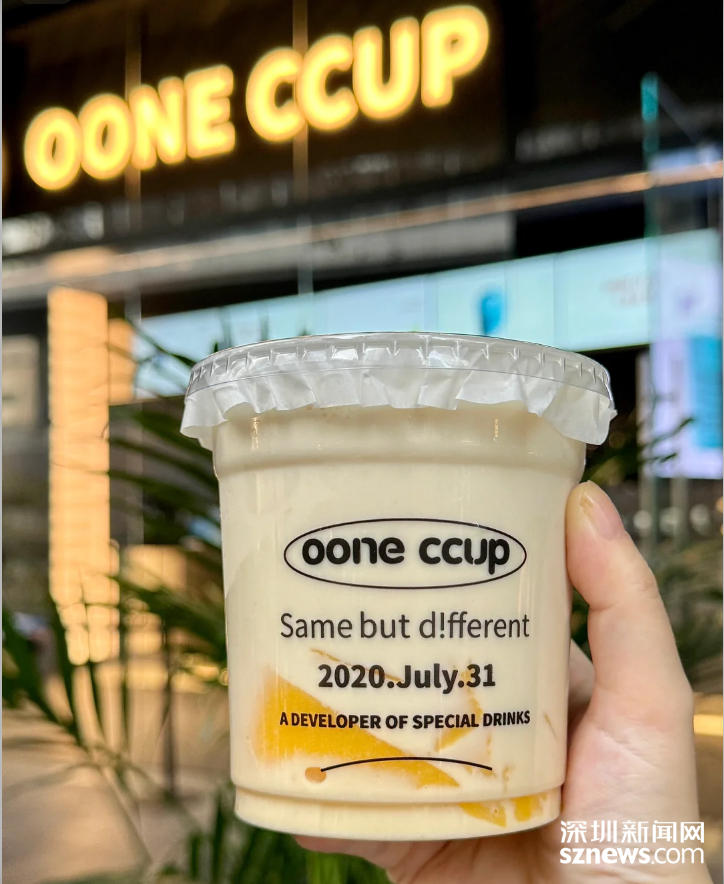 OONE CCUP
oone ccup
Same but d!fferent
2020.July.31
A DEVELOPER OF SPECIAL DRINKS
深圳新闻网
sznews.com